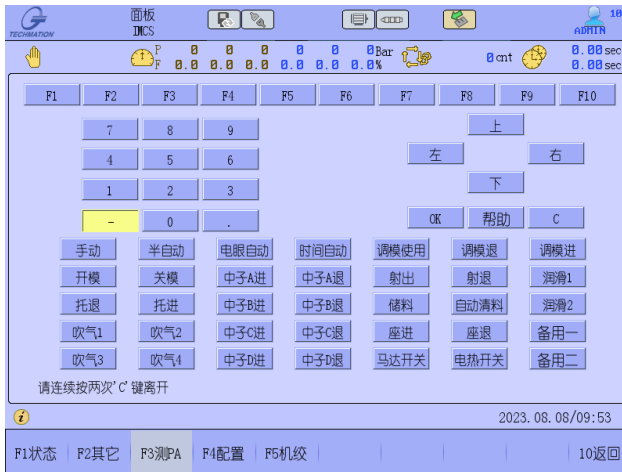 TECHMATION 面板 IMCS 10 ADMIN
P 0 0 0 0 0 0Bar 0cnt 0.00sec
F 0.0 0.0 0.0 0.0 0.0 0.0% 0.00sec
F1 F2 F3 F4 F5 F6 F7 F8 F9 F10
7 8 9 上
4 5 6 左 右
1 2 3 下
- 0 . OK 帮助 C
手动 半自动 电眼自动 时间自动 调模使用 调模退 调模进
开模 关模 中子A进 中子A退 射出 射退 润滑1
托退 托进 中子B进 中子B退 储料 自动清料 润滑2
吹气1 吹气2 中子C进 中子C退 座进 座退 备用一
吹气3 吹气4 中子D进 中子D退 马达开关 电热开关 备用二
请连续按两次'C'键离开
i 2023.08.08/09:53
F1状态 F2其它 F3测PA F4配置 F5机绞 10返回